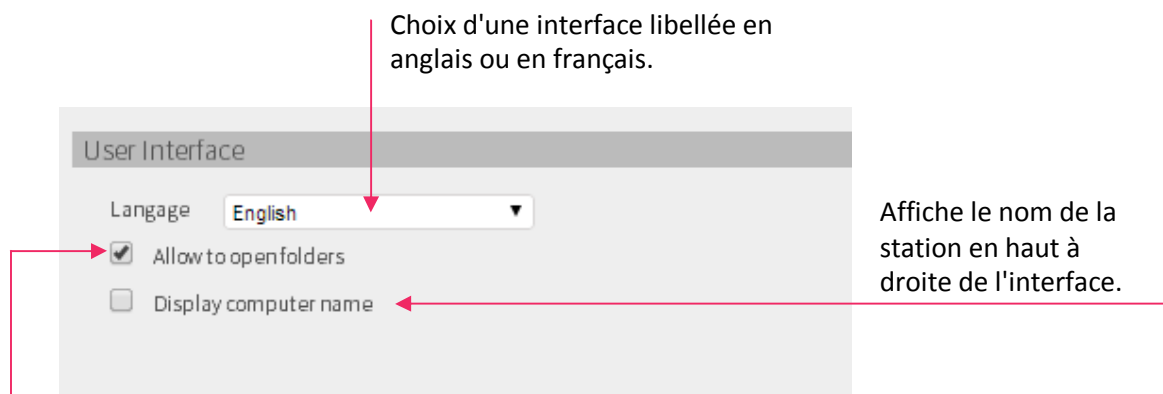 Choix d'une interface libellée en
anglais ou en français.
User Interface
Langage English
Allow to open folders
Display computer name
Affiche le nom de la
station en haut à
droite de l'interface.